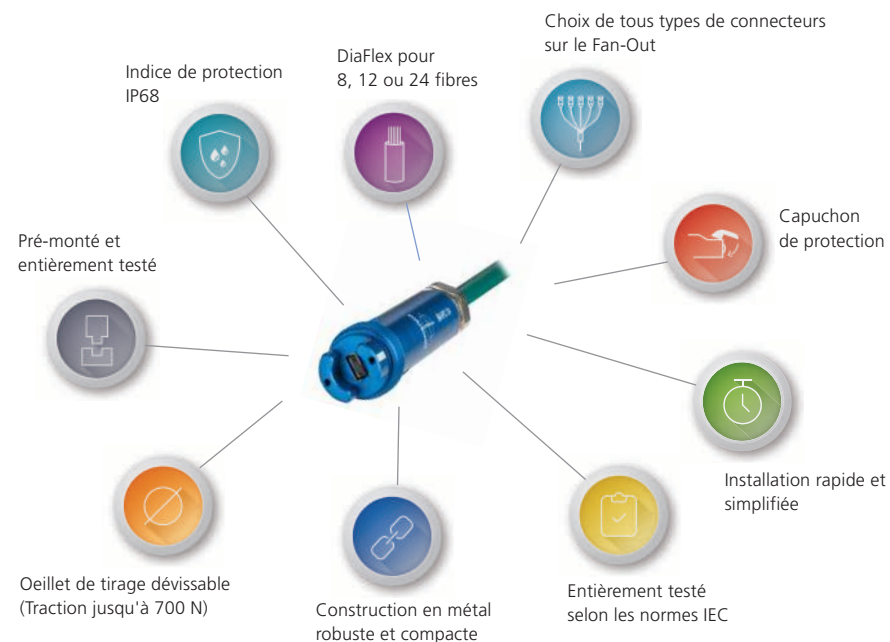 Choix de tous types de connecteurs
sur le Fan-Out
DiaFlex pour
8, 12 ou 24 fibres
Indice de protection
IP68
Capuchon
de protection
Pré-monté et
entièrement testé
Installation rapide et
simplifiée
Oeillet de tirage dévissable
(Traction jusqu'à 700 N)
Construction en métal
robuste et compacte
Entièrement testé
selon les normes IEC